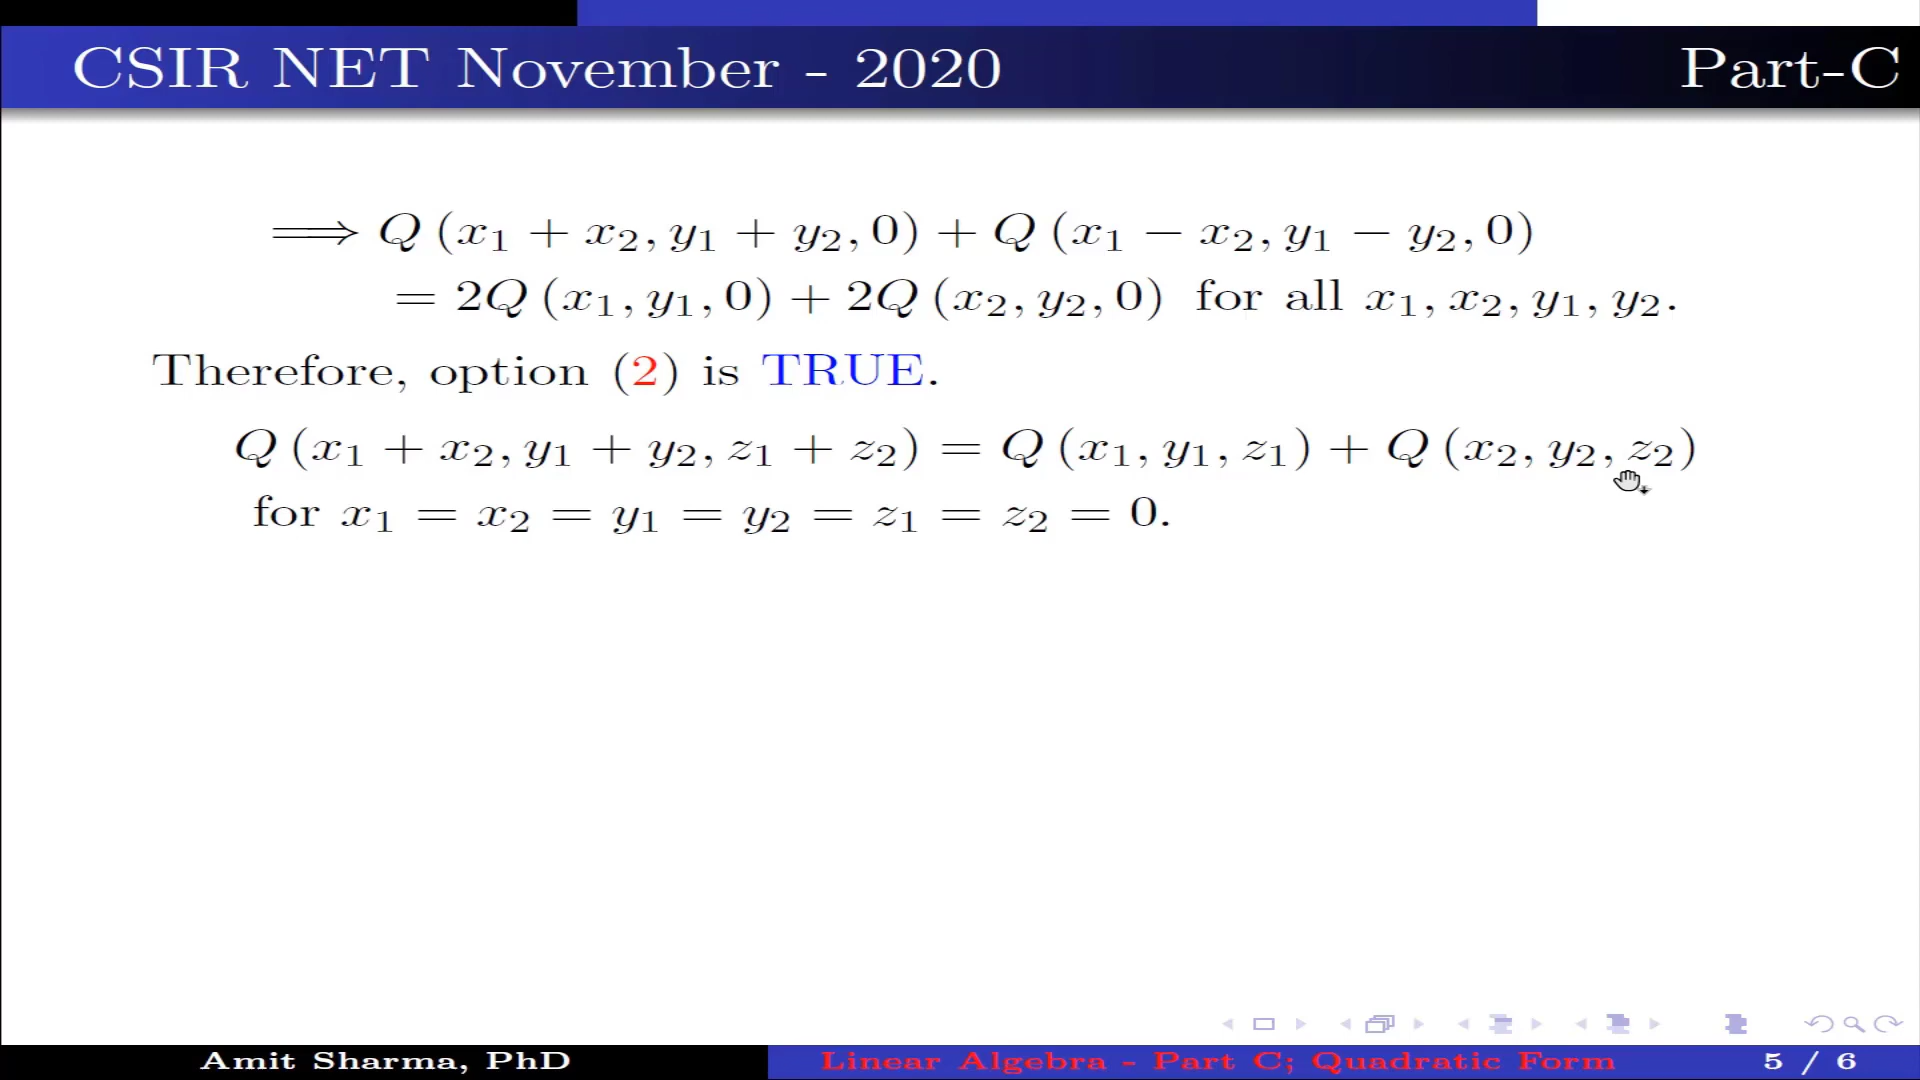 CSIR NET November - 2020 Part-C
⟹ Q (x₁ + x₂, y₁ + y₂, 0) + Q (x₁ − x₂, y₁ − y₂, 0)
= 2Q (x₁, y₁, 0) + 2Q (x₂, y₂, 0) for all x₁, x₂, y₁, y₂.
Therefore, option (2) is TRUE.
Q (x₁ + x₂, y₁ + y₂, z₁ + z₂) = Q (x₁, y₁, z₁) + Q (x₂, y₂, z₂)
for x₁ = x₂ = y₁ = y₂ = z₁ = z₂ = 0.
Amit Sharma, PhD Linear Algebra - Part C; Quadratic Form 5 / 6